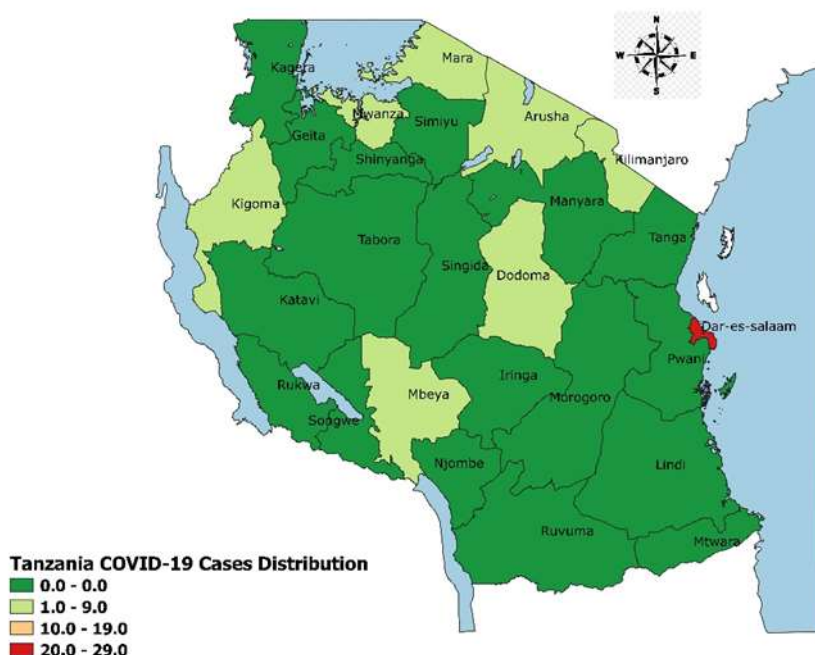 N
W E
S
Mara
Kagera
Mwanza
Arusha
Simiyu
Geita
Kilimanjaro
Shinyanga
Kigoma
Manyara
Tanga
Tabora
Singida
Dodoma
Katavi
Dar-es-salaam
Pwani
Rukwa
Iringa
Mbeya
Morogoro
Songwe
Njombe
Lindi
Ruvuma
Mtwara
Tanzania COVID-19 Cases Distribution
0.0 - 0.0
1.0 - 9.0
10.0 - 19.0
20.0 - 29.0